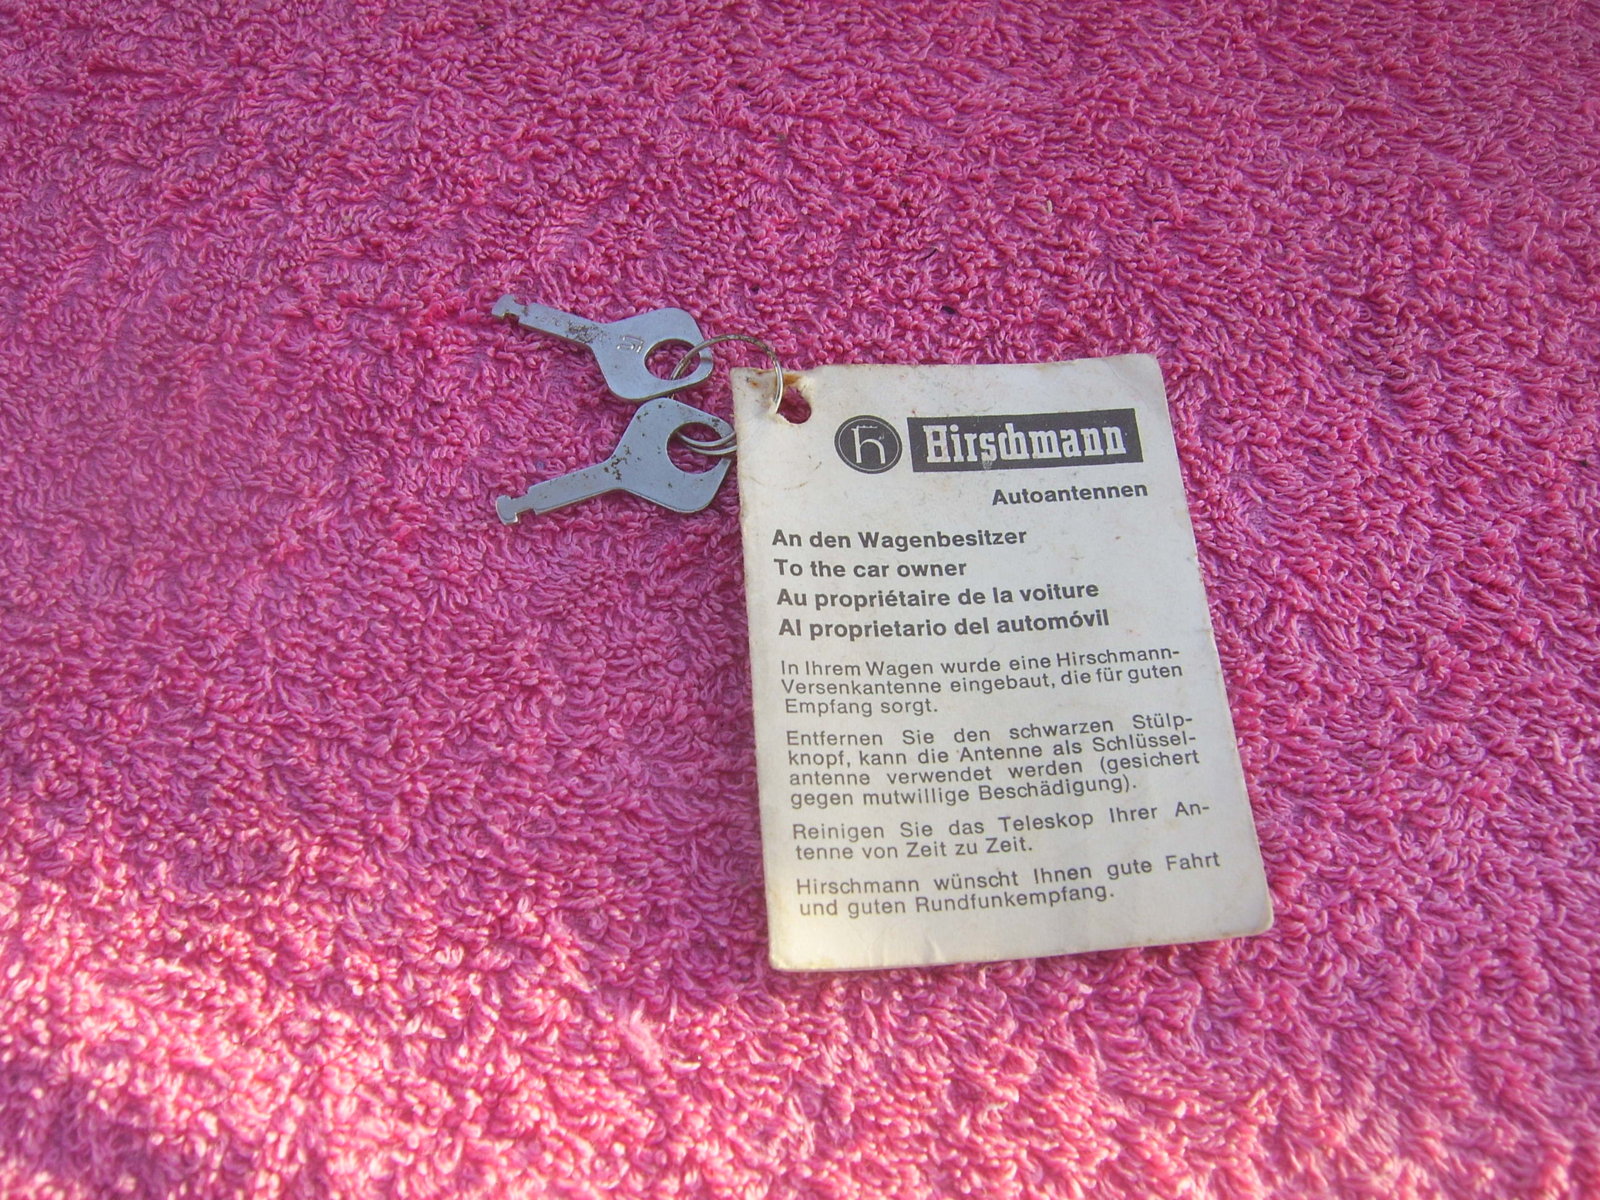 h Hirschmann
Autoantennen
An den Wagenbesitzer
To the car owner
Au propriétaire de la voiture
Al proprietario del automóvil
In Ihrem Wagen wurde eine Hirschmann-
Versenkantenne eingebaut, die für guten
Empfang sorgt.
Entfernen Sie den schwarzen Stülp-
knopf, kann die Antenne als Schlüssel-
antenne verwendet werden (gesichert
gegen mutwillige Beschädigung).
Reinigen Sie das Teleskop Ihrer An-
tenne von Zeit zu Zeit.
Hirschmann wünscht Ihnen gute Fahrt
und guten Rundfunkempfang.